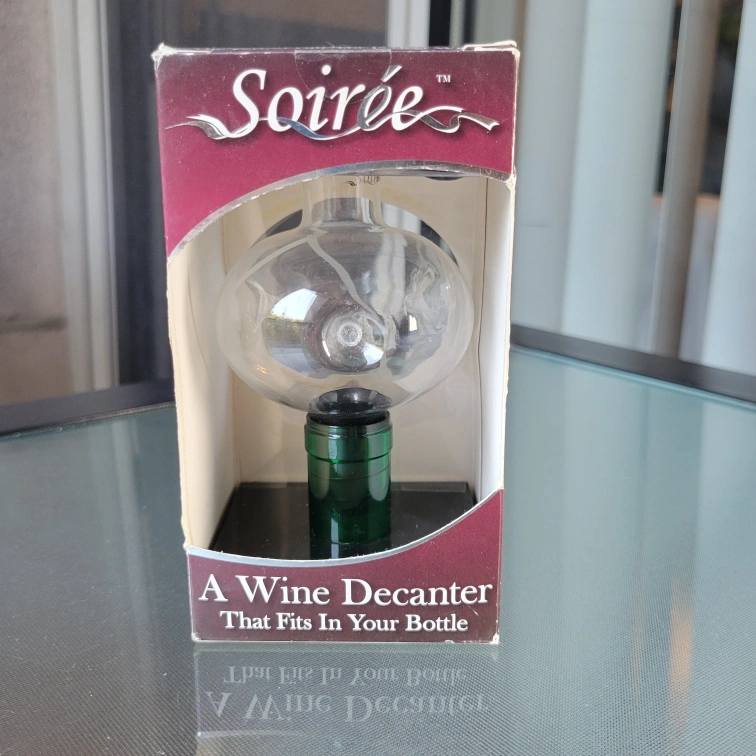 Soirée™
A Wine Decanter
That Fits In Your Bottle